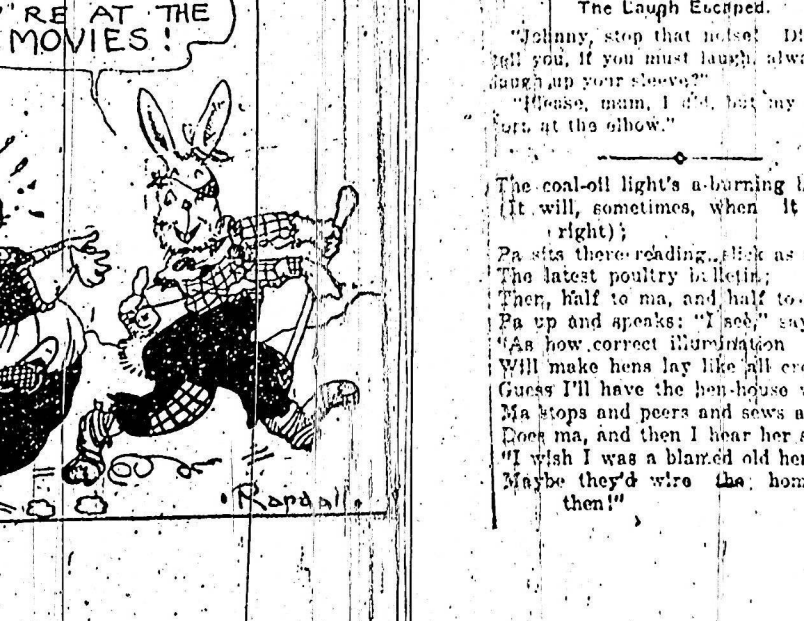 'RE AT THE
MOVIES!
Randall.
The Laugh Escaped.
"Johnny, stop that noise!
tell you, if you must laugh,
laugh up your sleeve?"
"Please, mum, I did, but my
torn at the elbow."
The coal-oil light's a-burning
(It will, sometimes, when it
right);
Pa sits there reading, slick as
The latest poultry bulletin;
Then, half to ma, and half to
Pa up and speaks: "I see,"
"As how correct illumination
Will make hens lay like all
Guess I'll have the hen-house
Ma stops and peers and sews
Does ma, and then I hear her
"I wish I was a blamed old
Maybe they'd wire the
then!"